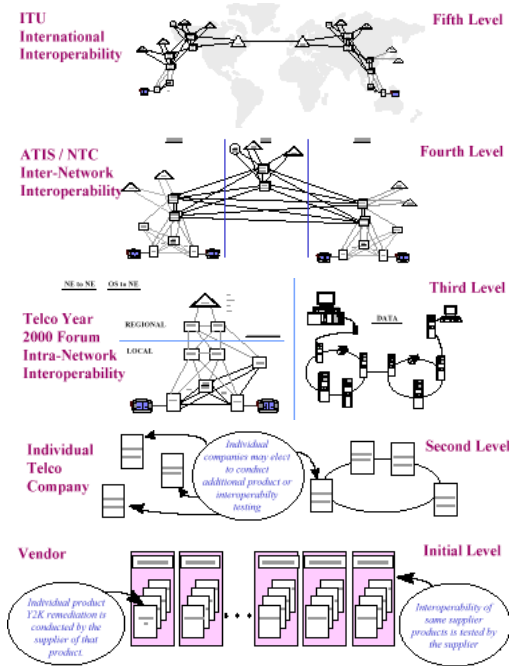 ITU
International
Interoperability
Fifth Level
ATIS / NTC
Inter-Network
Interoperability
Fourth Level
NE to NE OS to NE
Telco Year
2000 Forum
Intra-Network
Interoperability
REGIONAL
LOCAL
Third Level
DATA
Individual
Telco
Company
Individual
companies may elect
to conduct
additional product or
interoperabilty
testing
Second Level
Vendor
Initial Level
Individual product
Y2K remediation is
conducted by the
supplier of that
product.
Interoperability of
same supplier
products is tested by
the supplier